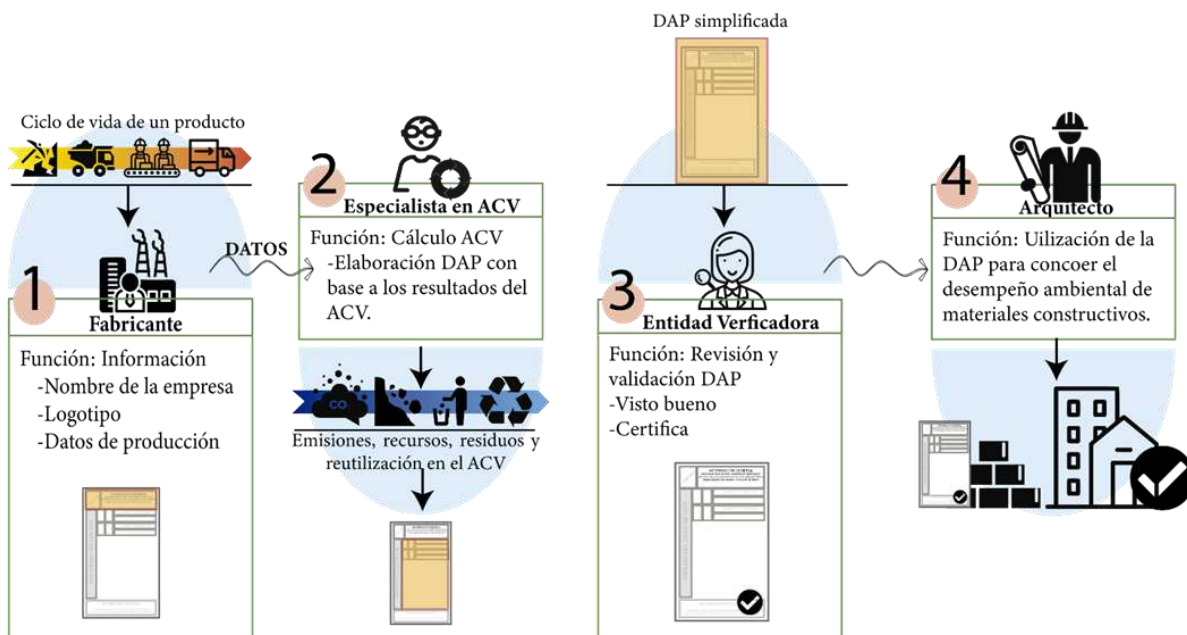 Ciclo de vida de un producto
1
Fabricante
Función: Información
-Nombre de la empresa
-Logotipo
-Datos de producción
DATOS
2
Especialista en ACV
Función: Cálculo ACV
-Elaboración DAP con
base a los resultados del
ACV.
CO
Emisiones, recursos, residuos y
reutilización en el ACV
DAP simplificada
3
Entidad Verificadora
Función: Revisión y
validación DAP
-Visto bueno
-Certifica
4
Arquitecto
Función: Uilización de la
DAP para concoer el
desempeño ambiental de
materiales constructivos.